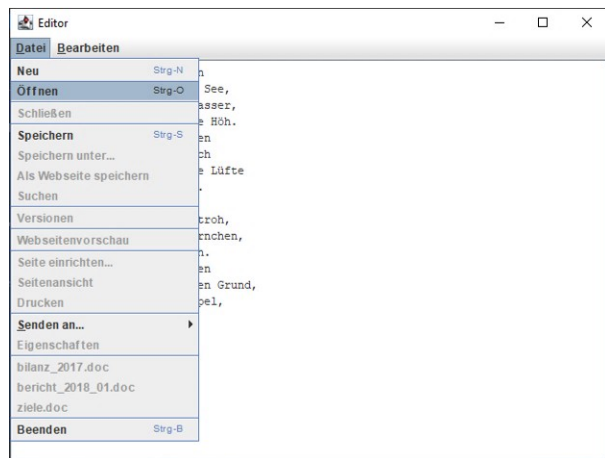 Editor
Datei Bearbeiten
Neu Strg-N
Öffnen Strg-O
Schließen
Speichern Strg-S
Speichern unter...
Als Webseite speichern
Suchen
Versionen
Webseitenvorschau
Seite einrichten...
Seitenansicht
Drucken
Senden an...
Eigenschaften
bilanz_2017.doc
bericht_2018_01.doc
ziele.doc
Beenden Strg-B
n
See,
asser,
e Höh.
en
ch
e Lüfte
.
troh,
rnchen,
n.
en
en Grund,
pel,